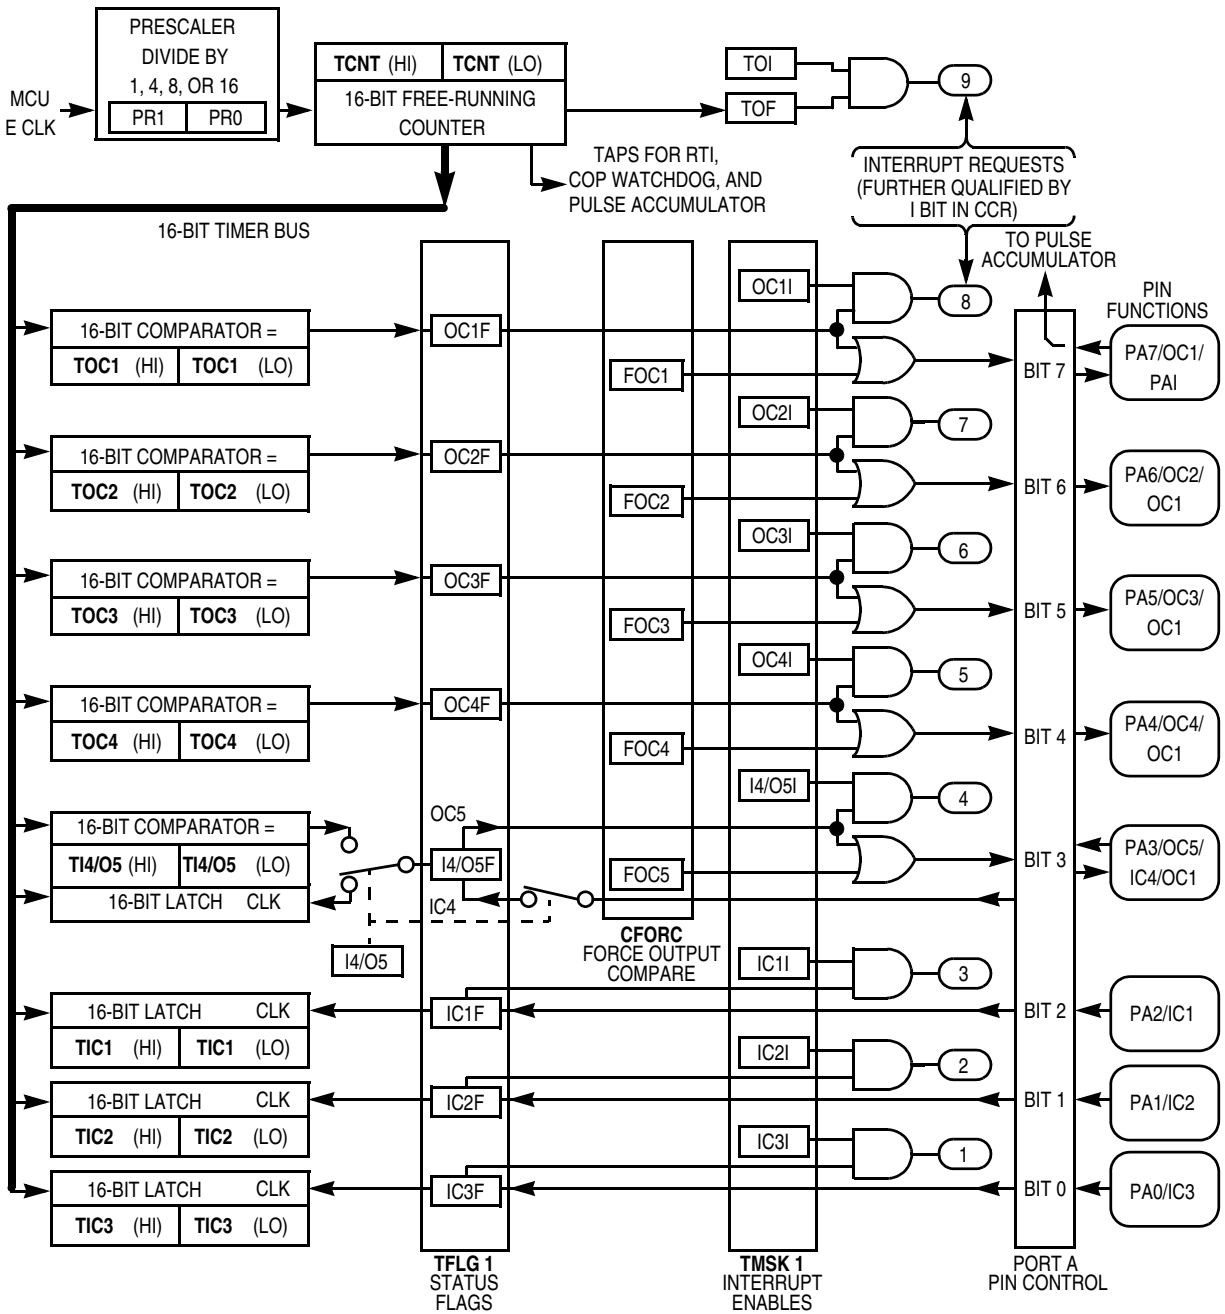 PRESCALER
DIVIDE BY
1, 4, 8, OR 16
PR1 PR0
MCU
E CLK
TCNT (HI) TCNT (LO)
16-BIT FREE-RUNNING
COUNTER
TOI
TOF
9
TAPS FOR RTI,
COP WATCHDOG, AND
PULSE ACCUMULATOR
INTERRUPT REQUESTS
(FURTHER QUALIFIED BY
I BIT IN CCR)
16-BIT TIMER BUS
TO PULSE
ACCUMULATOR
PIN
FUNCTIONS
OC1I
8
16-BIT COMPARATOR =
TOC1 (HI) TOC1 (LO)
OC1F
FOC1
BIT 7
PA7/OC1/
PAI
OC2I
7
16-BIT COMPARATOR =
TOC2 (HI) TOC2 (LO)
OC2F
FOC2
BIT 6
PA6/OC2/
OC1
OC3I
6
16-BIT COMPARATOR =
TOC3 (HI) TOC3 (LO)
OC3F
FOC3
BIT 5
PA5/OC3/
OC1
OC4I
5
16-BIT COMPARATOR =
TOC4 (HI) TOC4 (LO)
OC4F
FOC4
BIT 4
PA4/OC4/
OC1
I4/O5I
4
16-BIT COMPARATOR =
TI4/O5 (HI) TI4/O5 (LO)
16-BIT LATCH CLK
OC5
I4/O5F
IC4
FOC5
BIT 3
PA3/OC5/
IC4/OC1
I4/O5
CFORC
FORCE OUTPUT
COMPARE
IC1I
3
16-BIT LATCH CLK
TIC1 (HI) TIC1 (LO)
IC1F
BIT 2
PA2/IC1
IC2I
2
16-BIT LATCH CLK
TIC2 (HI) TIC2 (LO)
IC2F
BIT 1
PA1/IC2
IC3I
1
16-BIT LATCH CLK
TIC3 (HI) TIC3 (LO)
IC3F
BIT 0
PA0/IC3
TFLG 1
STATUS
FLAGS
TMSK 1
INTERRUPT
ENABLES
PORT A
PIN CONTROL